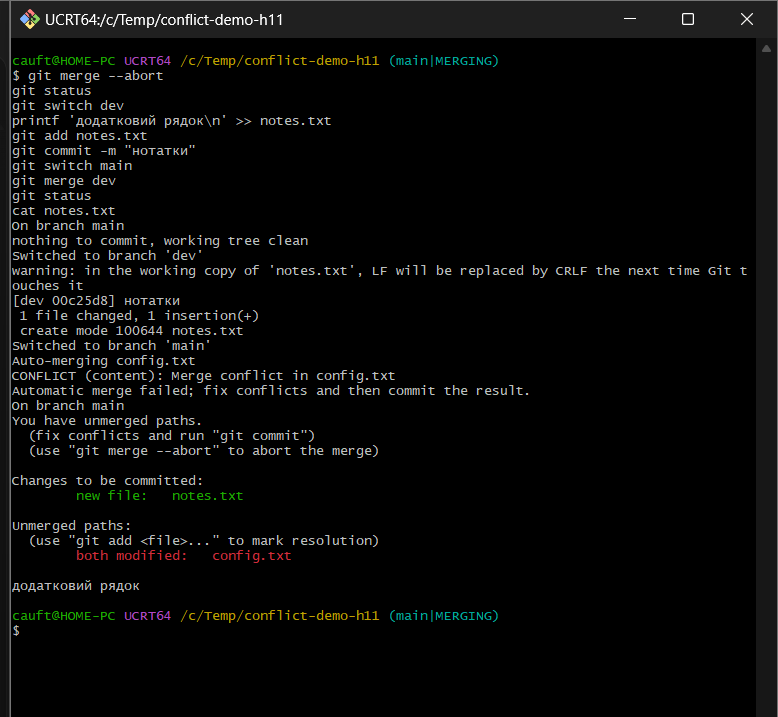 UCRT64:/c/Temp/conflict-demo-h11
cauft@HOME-PC UCRT64 /c/Temp/conflict-demo-h11 (main|MERGING)
$ git merge --abort
git status
git switch dev
printf 'додатковий рядок\n' >> notes.txt
git add notes.txt
git commit -m "нотатки"
git switch main
git merge dev
git status
cat notes.txt
On branch main
nothing to commit, working tree clean
Switched to branch 'dev'
warning: in the working copy of 'notes.txt', LF will be replaced by CRLF the next time Git t
ouches it
[dev 00c25d8] нотатки
 1 file changed, 1 insertion(+)
 create mode 100644 notes.txt
Switched to branch 'main'
Auto-merging config.txt
CONFLICT (content): Merge conflict in config.txt
Automatic merge failed; fix conflicts and then commit the result.
On branch main
You have unmerged paths.
  (fix conflicts and run "git commit")
  (use "git merge --abort" to abort the merge)
Changes to be committed:
        new file:   notes.txt
Unmerged paths:
  (use "git add <file>..." to mark resolution)
        both modified:   config.txt
додатковий рядок
cauft@HOME-PC UCRT64 /c/Temp/conflict-demo-h11 (main|MERGING)
$